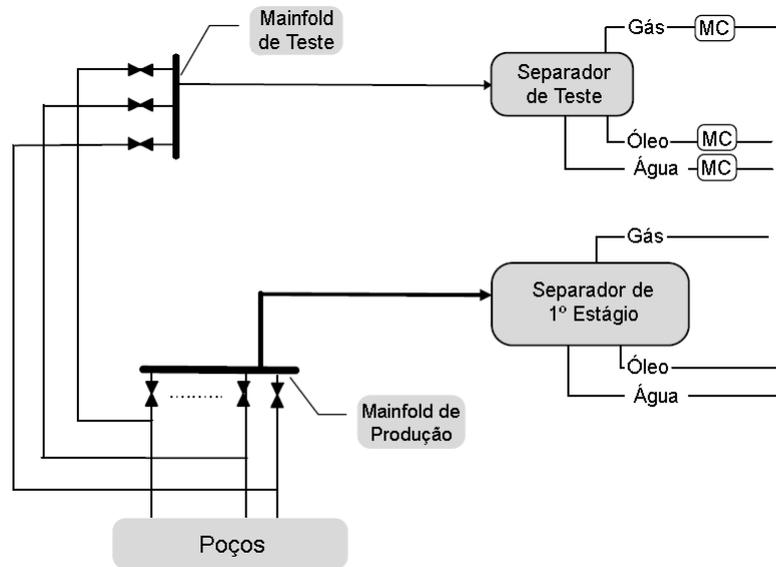 Mainfold
de Teste
Gás
MC
Separador
de Teste
Óleo
MC
Água
MC
Gás
Separador de
1º Estágio
Óleo
Água
Mainfold de
Produção
Poços